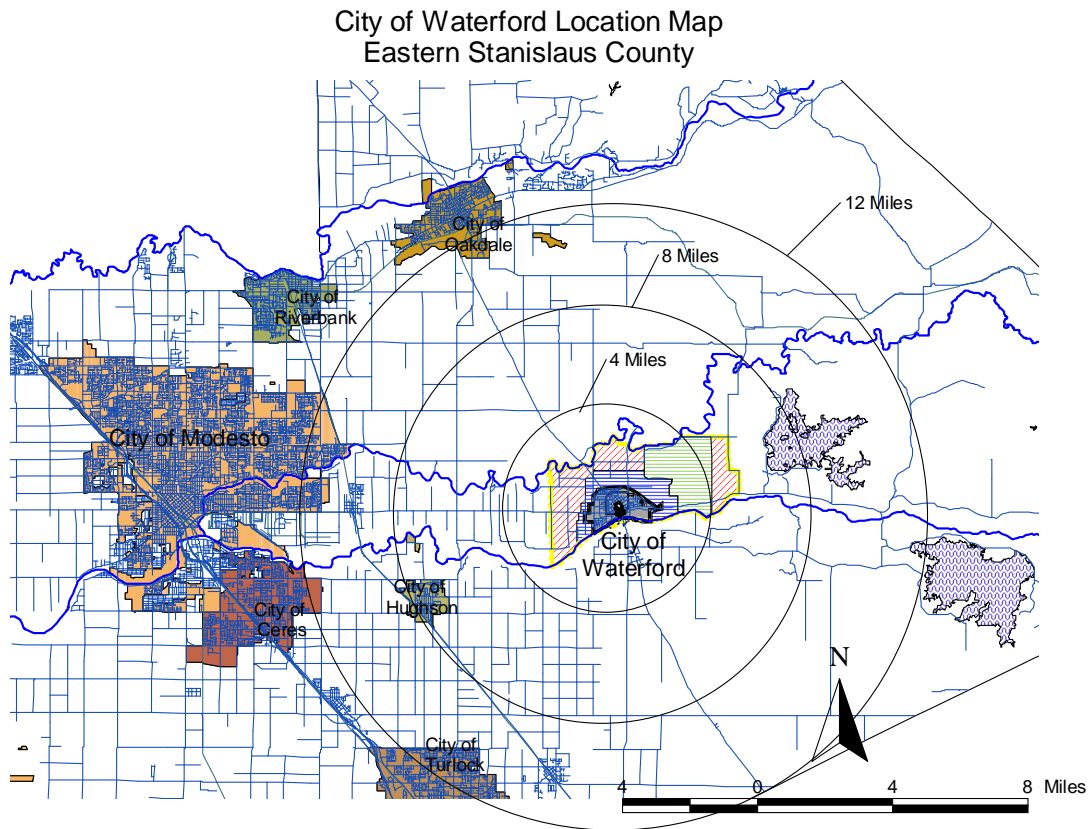 City of Waterford Location Map
Eastern Stanislaus County
12 Miles
City of
Oakdale
8 Miles
City of
Riverbank
4 Miles
City of Modesto
City of
Waterford
City of
Hughson
City of
Ceres
N
City of
Turlock
4 0 4 8 Miles